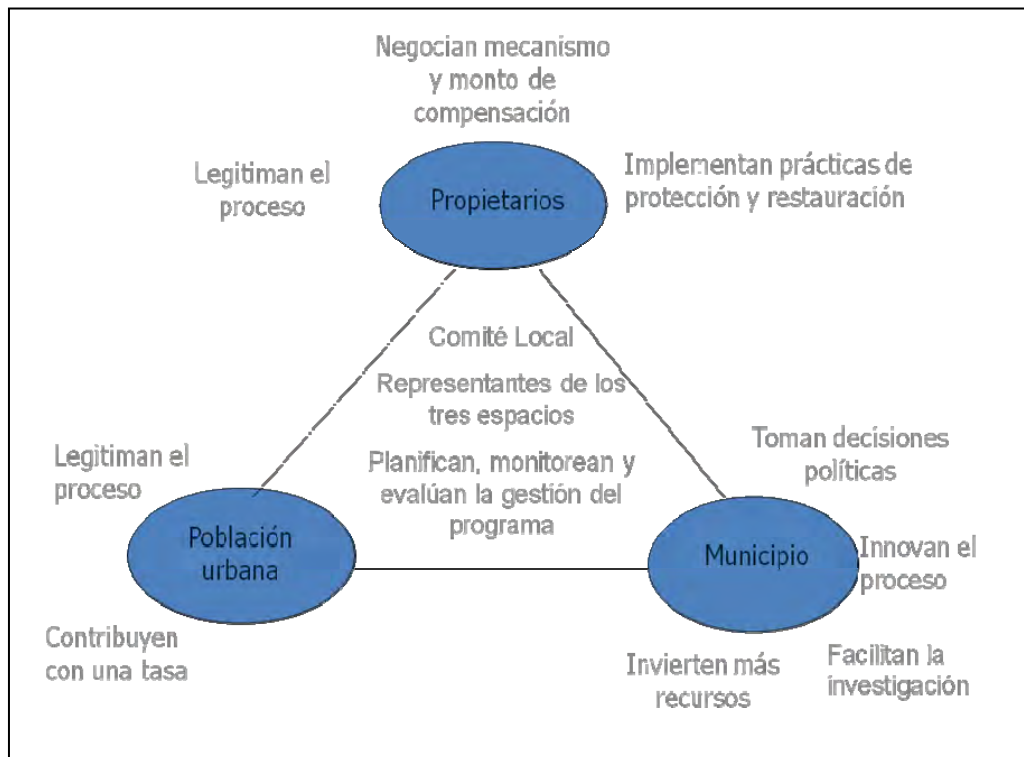 Negocian mecanismo
y monto de
compensación
Legitiman el
proceso
Propietarios
Implementan prácticas de
protección y restauración
Comité Local
Representantes de los
tres espacios
Planifican, monitorean y
evalúan la gestión del
programa
Legitiman el
proceso
Población
urbana
Contribuyen
con una tasa
Toman decisiones
políticas
Municipio
Innovan el
proceso
Invierten más
recursos
Facilitan la
investigación